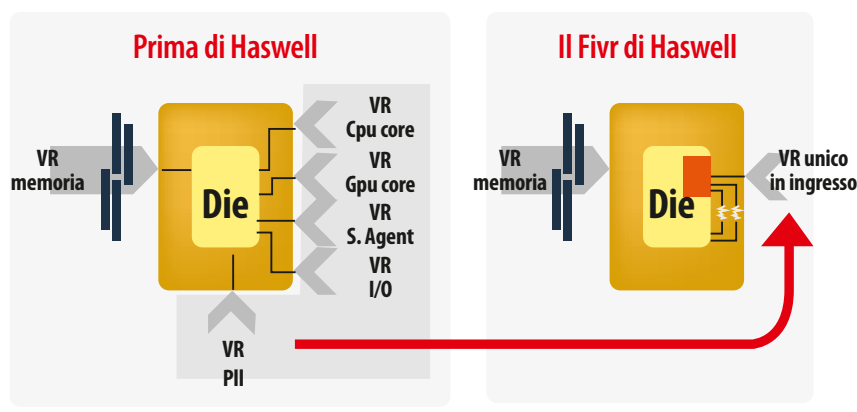 Prima di Haswell
VR
memoria
Die
VR
Cpu core
VR
Gpu core
VR
S. Agent
VR
I/O
VR
Pll
Il Fivr di Haswell
VR
memoria
Die
VR unico
in ingresso